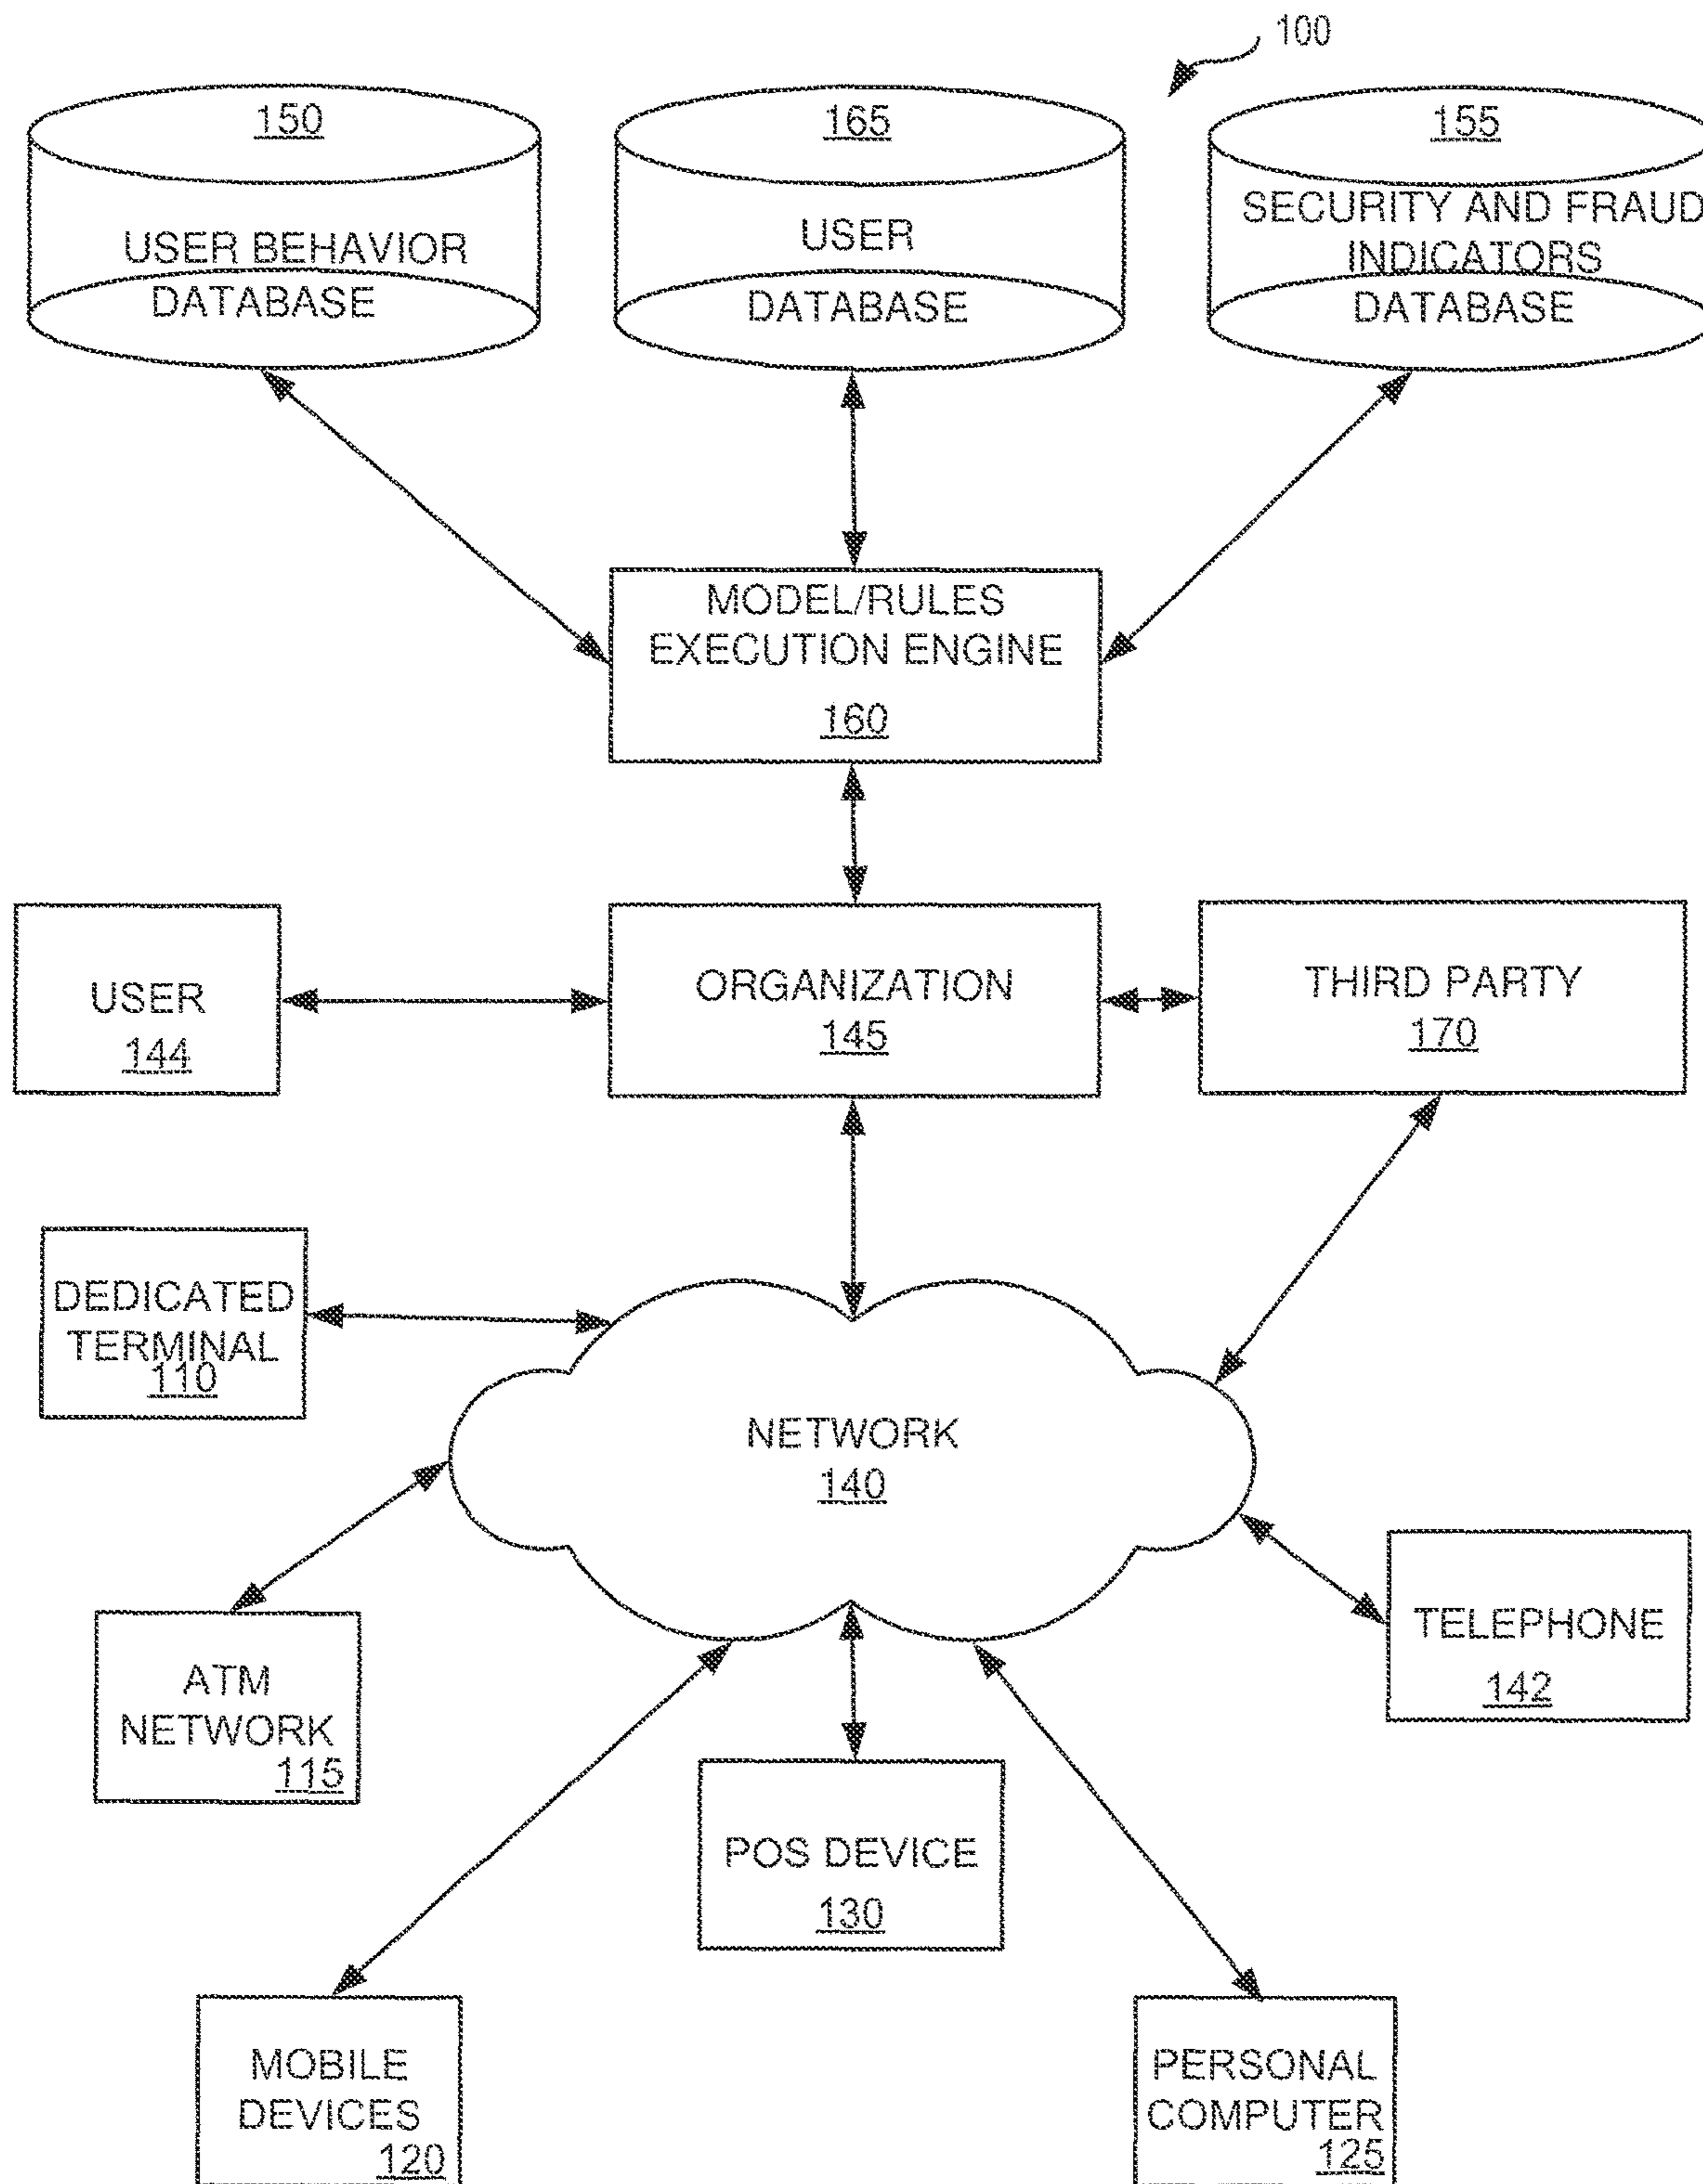 100
150
USER BEHAVIOR
DATABASE
165
USER
DATABASE
155
SECURITY AND FRAUD
INDICATORS
DATABASE
MODEL/RULES
EXECUTION ENGINE
160
USER
144
ORGANIZATION
145
THIRD PARTY
170
DEDICATED
TERMINAL
110
NETWORK
140
ATM
NETWORK
115
TELEPHONE
142
POS DEVICE
130
MOBILE
DEVICES
120
PERSONAL
COMPUTER
125